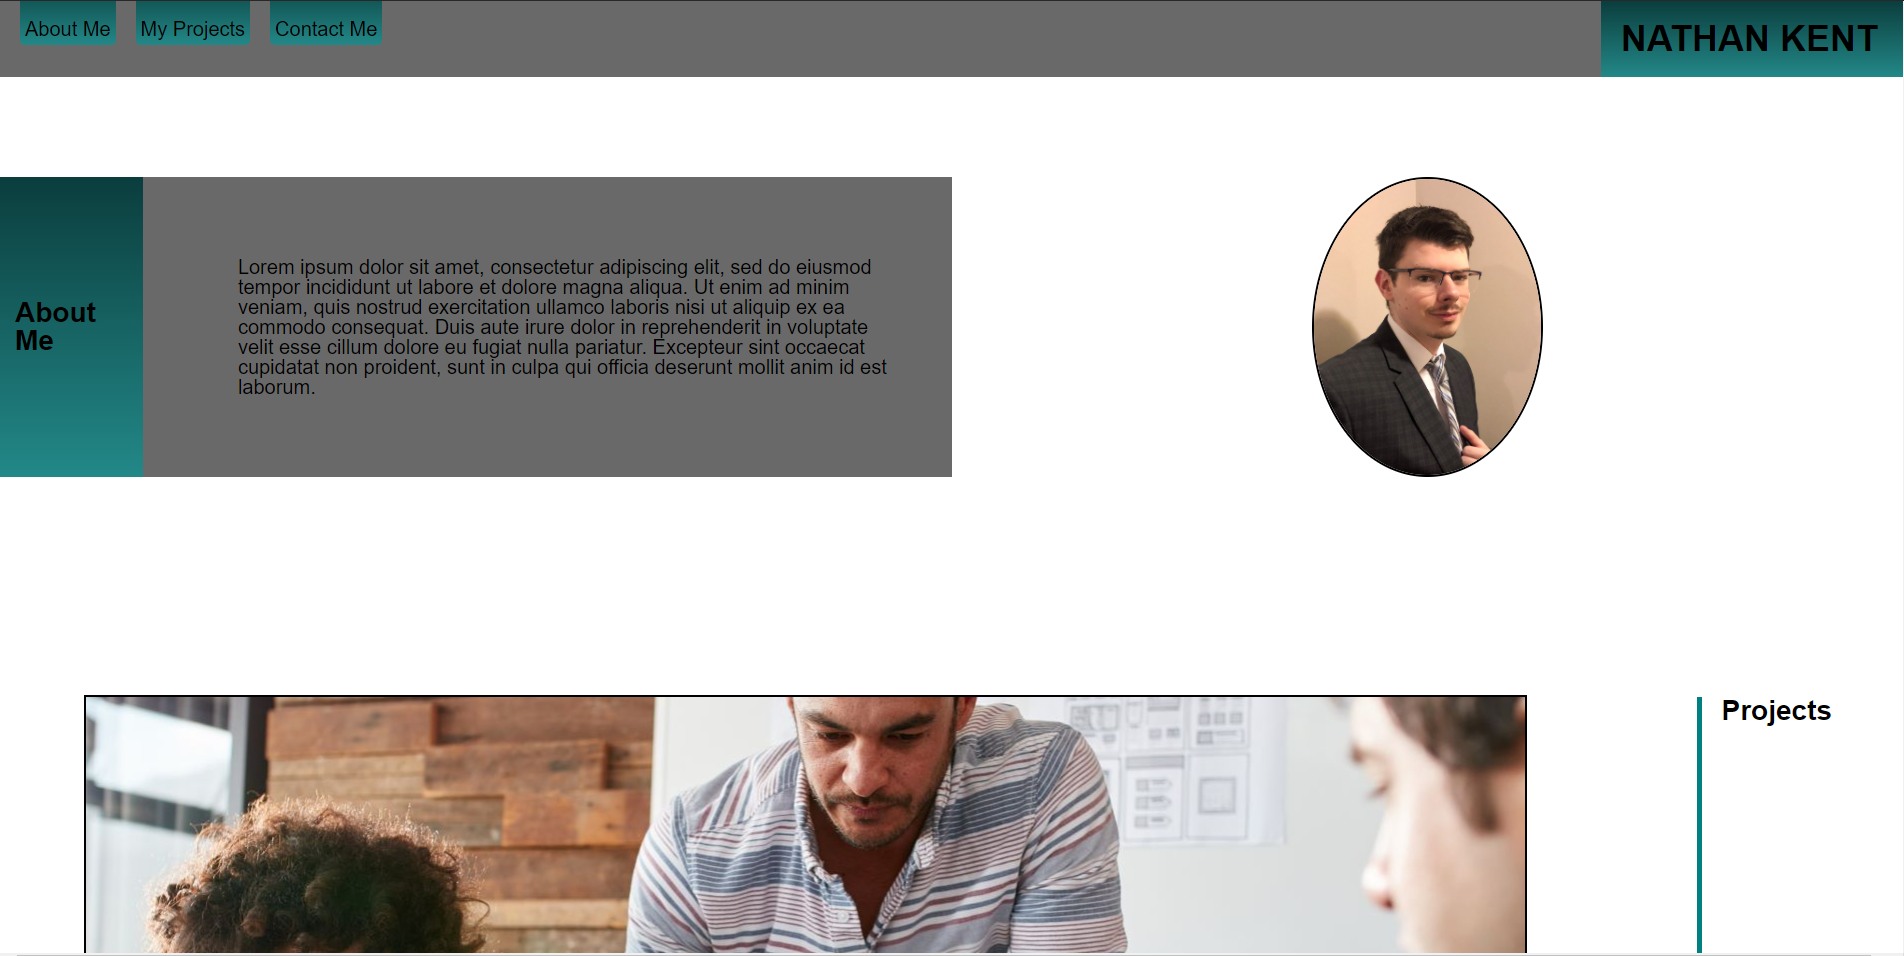 About Me
My Projects
Contact Me
NATHAN KENT
About
Me
Lorem ipsum dolor sit amet, consectetur adipiscing elit, sed do eiusmod
tempor incididunt ut labore et dolore magna aliqua. Ut enim ad minim
veniam, quis nostrud exercitation ullamco laboris nisi ut aliquip ex ea
commodo consequat. Duis aute irure dolor in reprehenderit in voluptate
velit esse cillum dolore eu fugiat nulla pariatur. Excepteur sint occaecat
cupidatat non proident, sunt in culpa qui officia deserunt mollit anim id est
laborum.
Projects